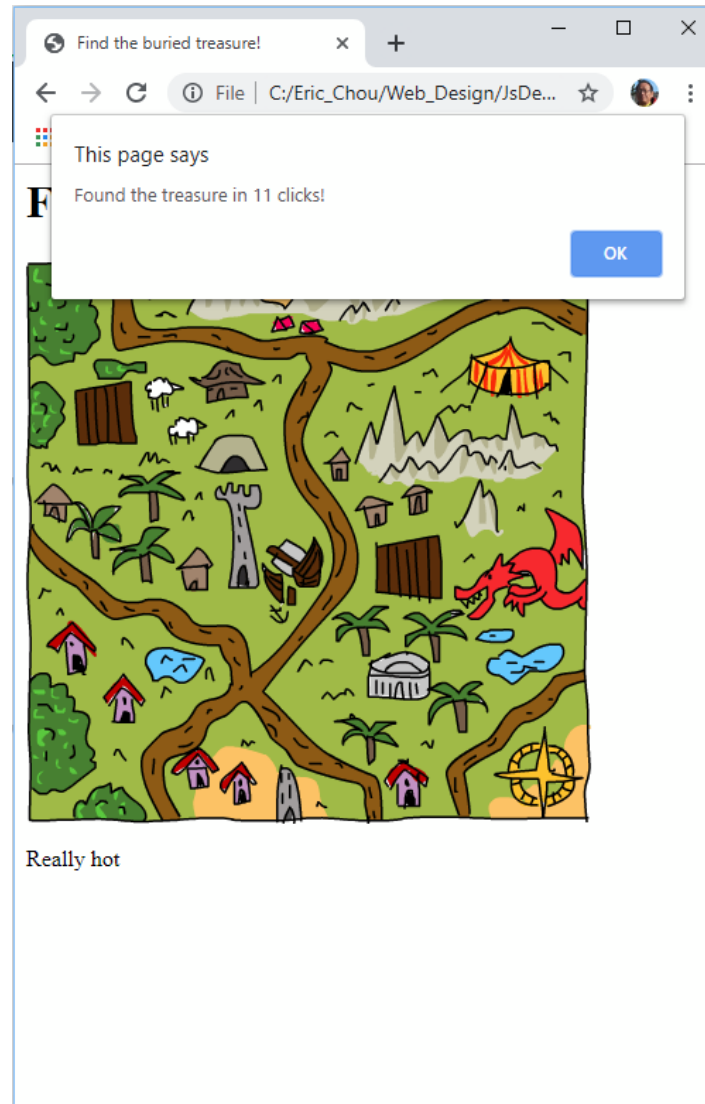 Find the buried treasure!
File
C:/Eric_Chou/Web_Design/JsDe...
This page says
Found the treasure in 11 clicks!
OK
F
Really hot